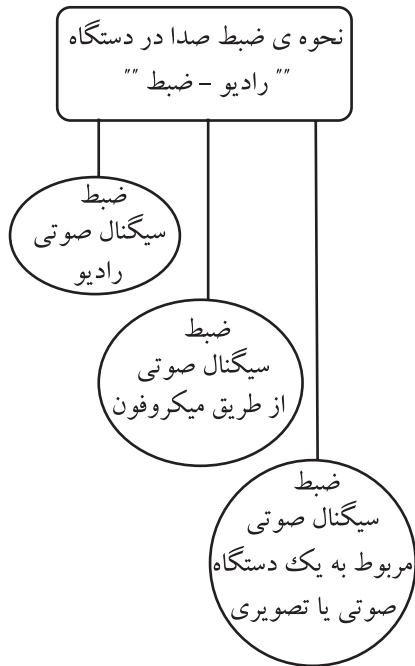 نحوه ی ضبط صدا در دستگاه
"" رادیو – ضبط ""
ضبط
سیگنال صوتی
رادیو
ضبط
سیگنال صوتی
از طریق میکروفون
ضبط
سیگنال صوتی
مربوط به یک دستگاه
صوتی یا تصویری